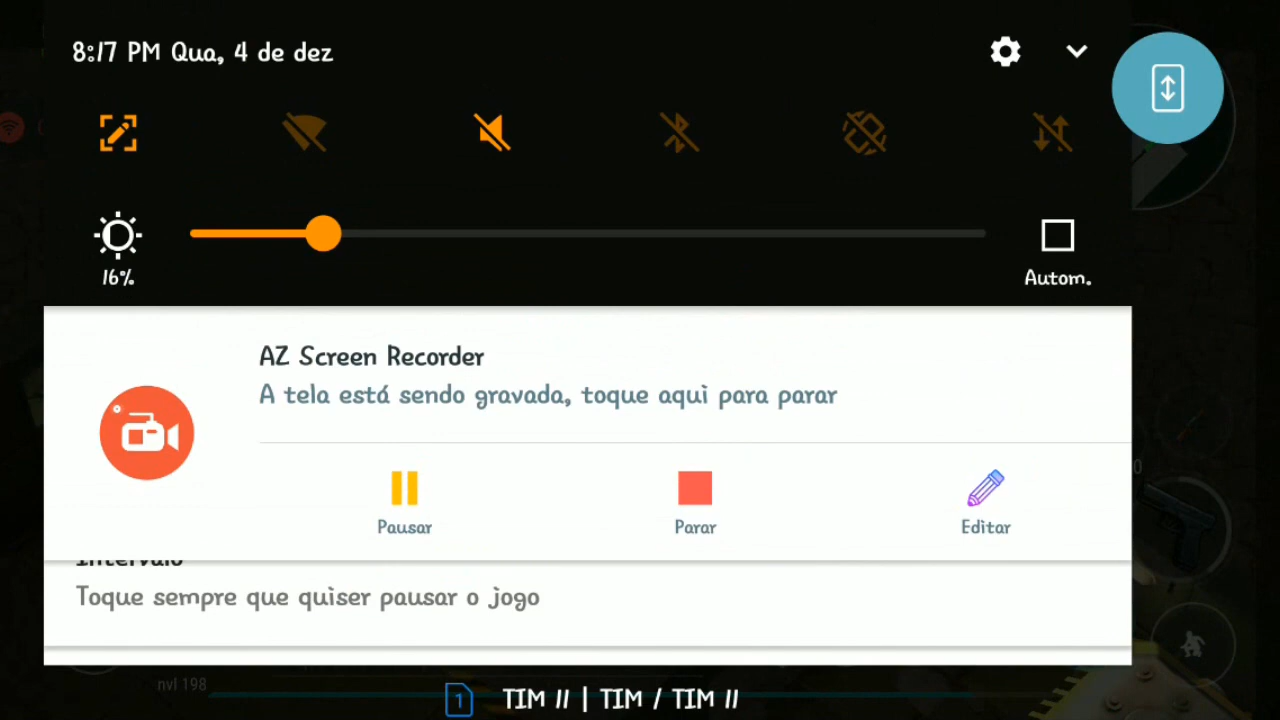 8:17 PM Qua, 4 de dez
16%
Autom.
AZ Screen Recorder
A tela está sendo gravada, toque aqui para parar
Pausar
Parar
Editar
Intervalo
Toque sempre que quiser pausar o jogo
nvl 198
1
TIM II | TIM / TIM II